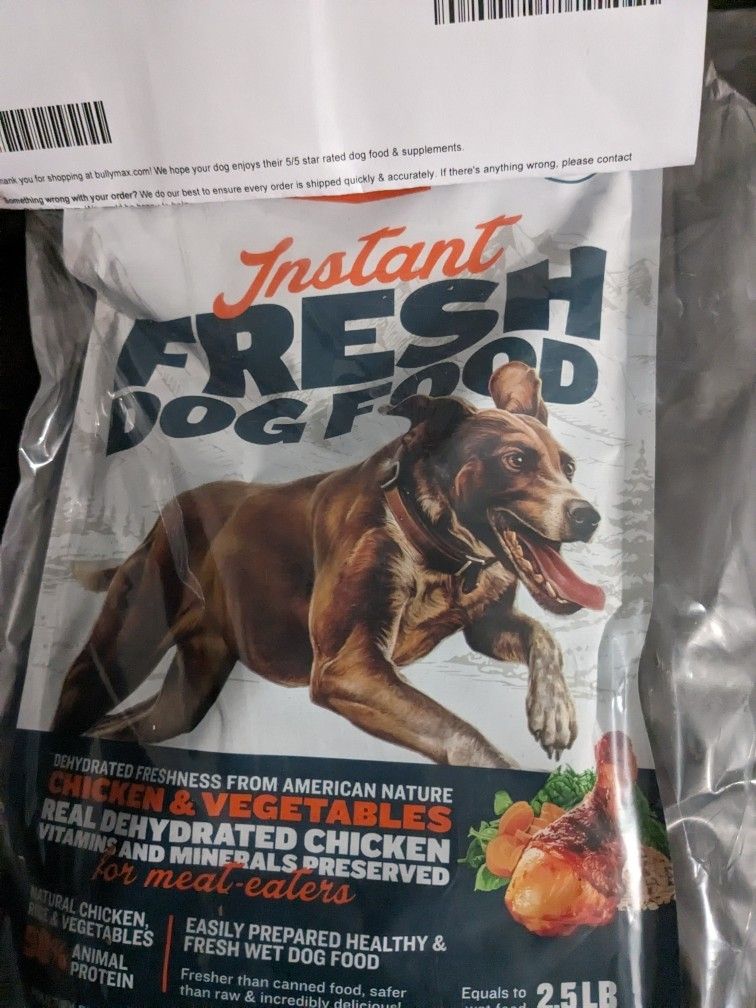 ank you for shopping at bullymax.com! We hope your dog enjoys their 5/5 star rated dog food & supplements.
omething wrong with your order? We do our best to ensure every order is shipped quickly & accurately. If there's anything wrong, please contact
Instant
FRESH
DOG FOOD
DEHYDRATED FRESHNESS FROM AMERICAN NATURE
CHICKEN & VEGETABLES
REAL DEHYDRATED CHICKEN
VITAMINS AND MINERALS PRESERVED
for meat-eaters
NATURAL CHICKEN,
RICE & VEGETABLES
ANIMAL
PROTEIN
EASILY PREPARED HEALTHY &
FRESH WET DOG FOOD
Fresher than canned food, safer
than raw & incredibly delicious!
Equals to
2.5 LB